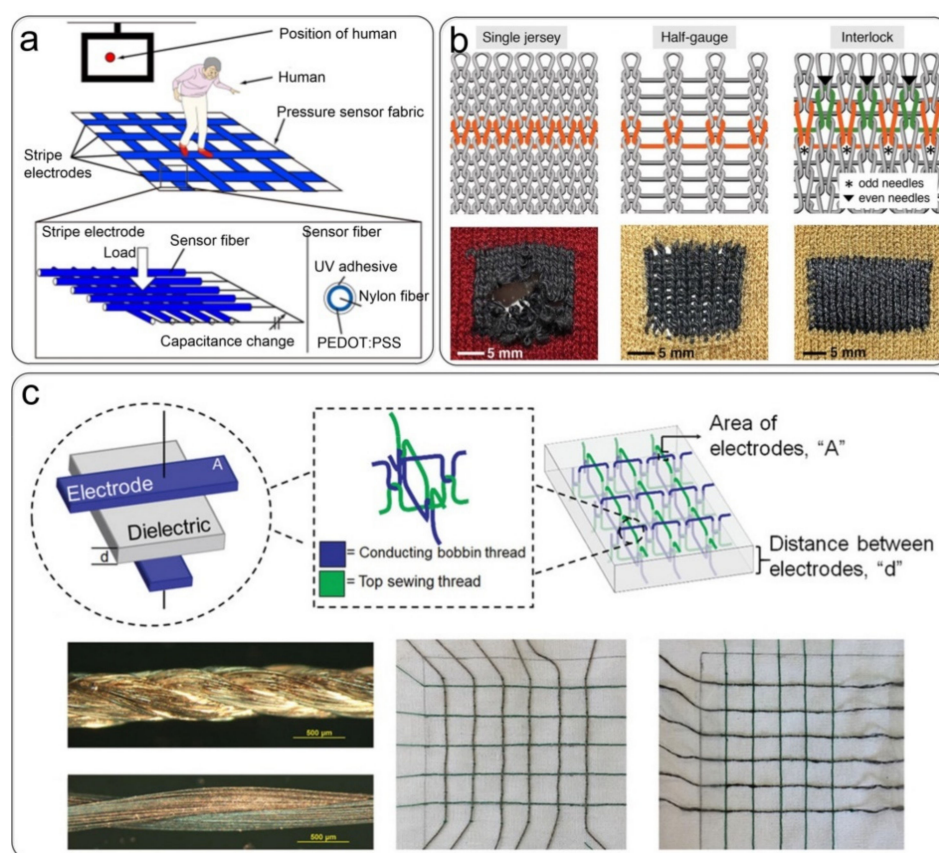 a
Position of human
Human
Pressure sensor fabric
Stripe
electrodes
Stripe electrode
Load
Sensor fiber
Sensor fiber
UV adhesive
Nylon fiber
PEDOT:PSS
Capacitance change
b
Single jersey
Half-gauge
Interlock
* odd needles
▼ even needles
5 mm
5 mm
5 mm
c
A
Electrode
Dielectric
d
= Conducting bobbin thread
= Top sewing thread
Area of
electrodes, “A”
Distance between
electrodes, “d”
500 µm
500 µm